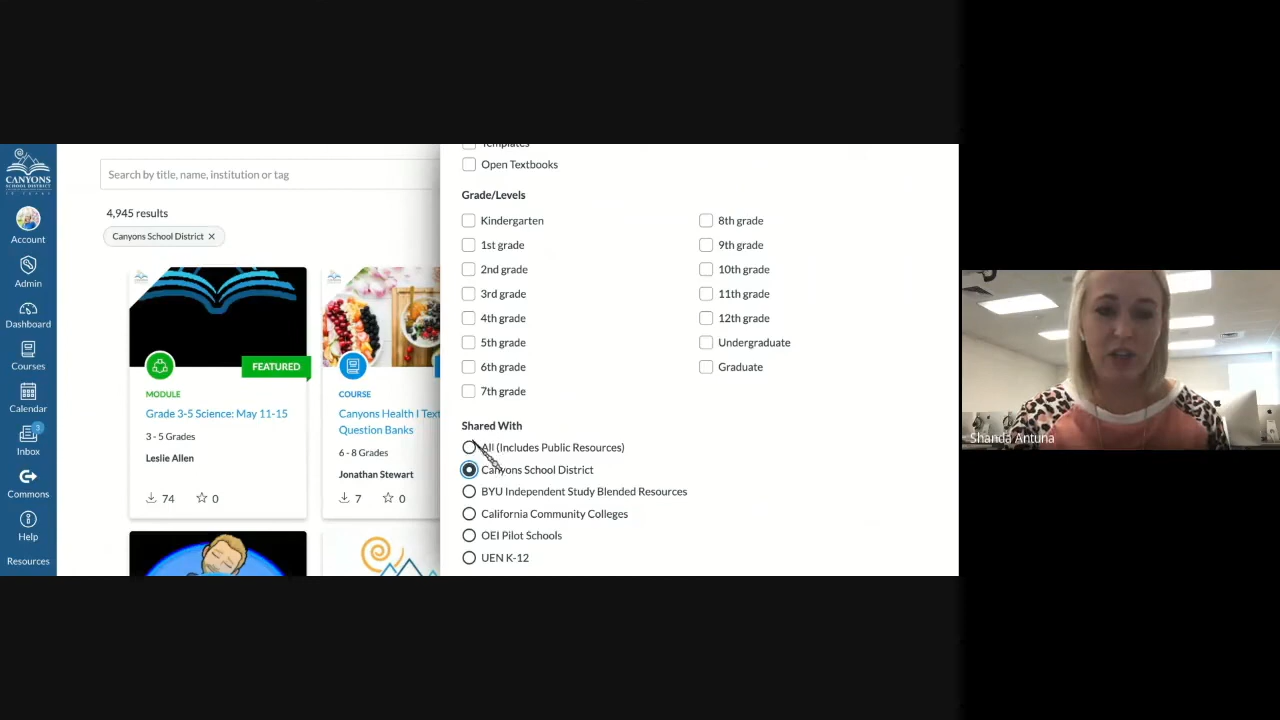 CANYONS
SCHOOL DISTRICT
Account
Admin
Dashboard
Courses
Calendar
3
Inbox
Commons
Help
Resources
Search by title, name, institution or tag
4,945 results
Canyons School District
FEATURED
MODULE
Grade 3-5 Science: May 11-15
3 - 5 Grades
Leslie Allen
74
0
COURSE
Canyons Health I Text
Question Banks
6 - 8 Grades
Jonathan Stewart
7
0
Templates
Open Textbooks
Grade/Levels
Kindergarten
1st grade
2nd grade
3rd grade
4th grade
5th grade
6th grade
7th grade
8th grade
9th grade
10th grade
11th grade
12th grade
Undergraduate
Graduate
Shared With
All (Includes Public Resources)
Canyons School District
BYU Independent Study Blended Resources
California Community Colleges
OEI Pilot Schools
UEN K-12
Shanda Antuna